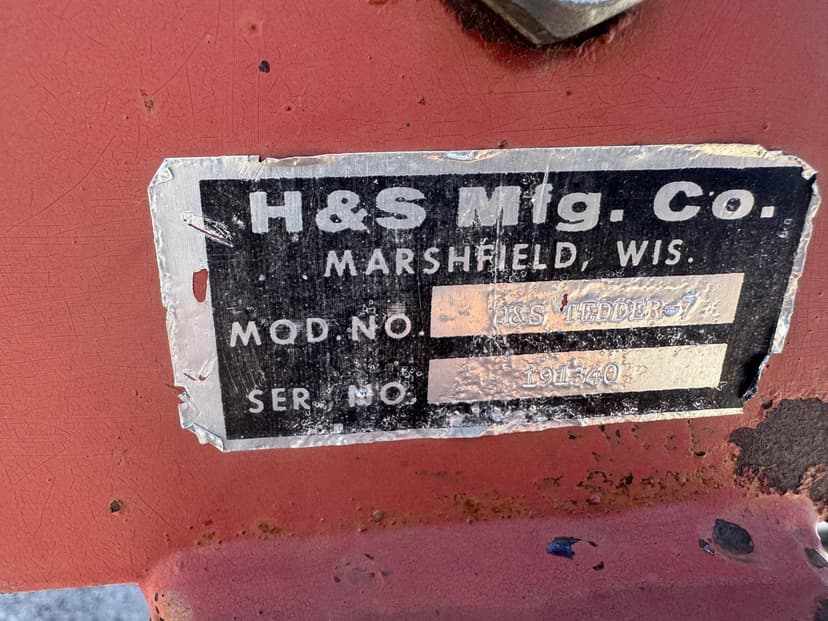 H&S Mfg. Co.
MARSHFIELD, WIS.
MOD. NO. H&S TEDDER-7
SER. NO. 191340